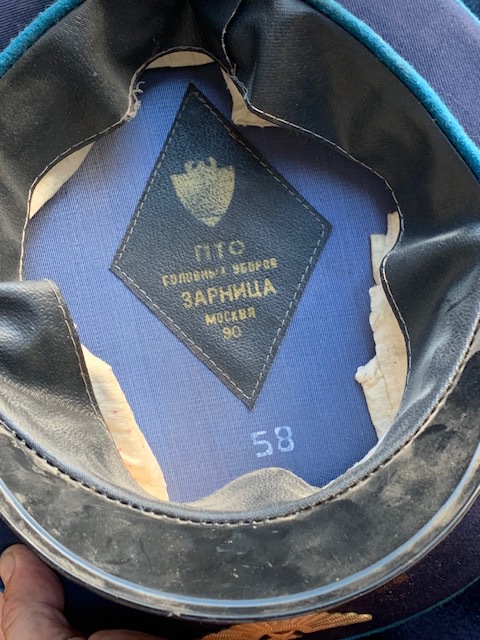 ПТО
ГОЛОВНЫХ УБОРОВ
ЗАРНИЦА
МОСКВА
90
58